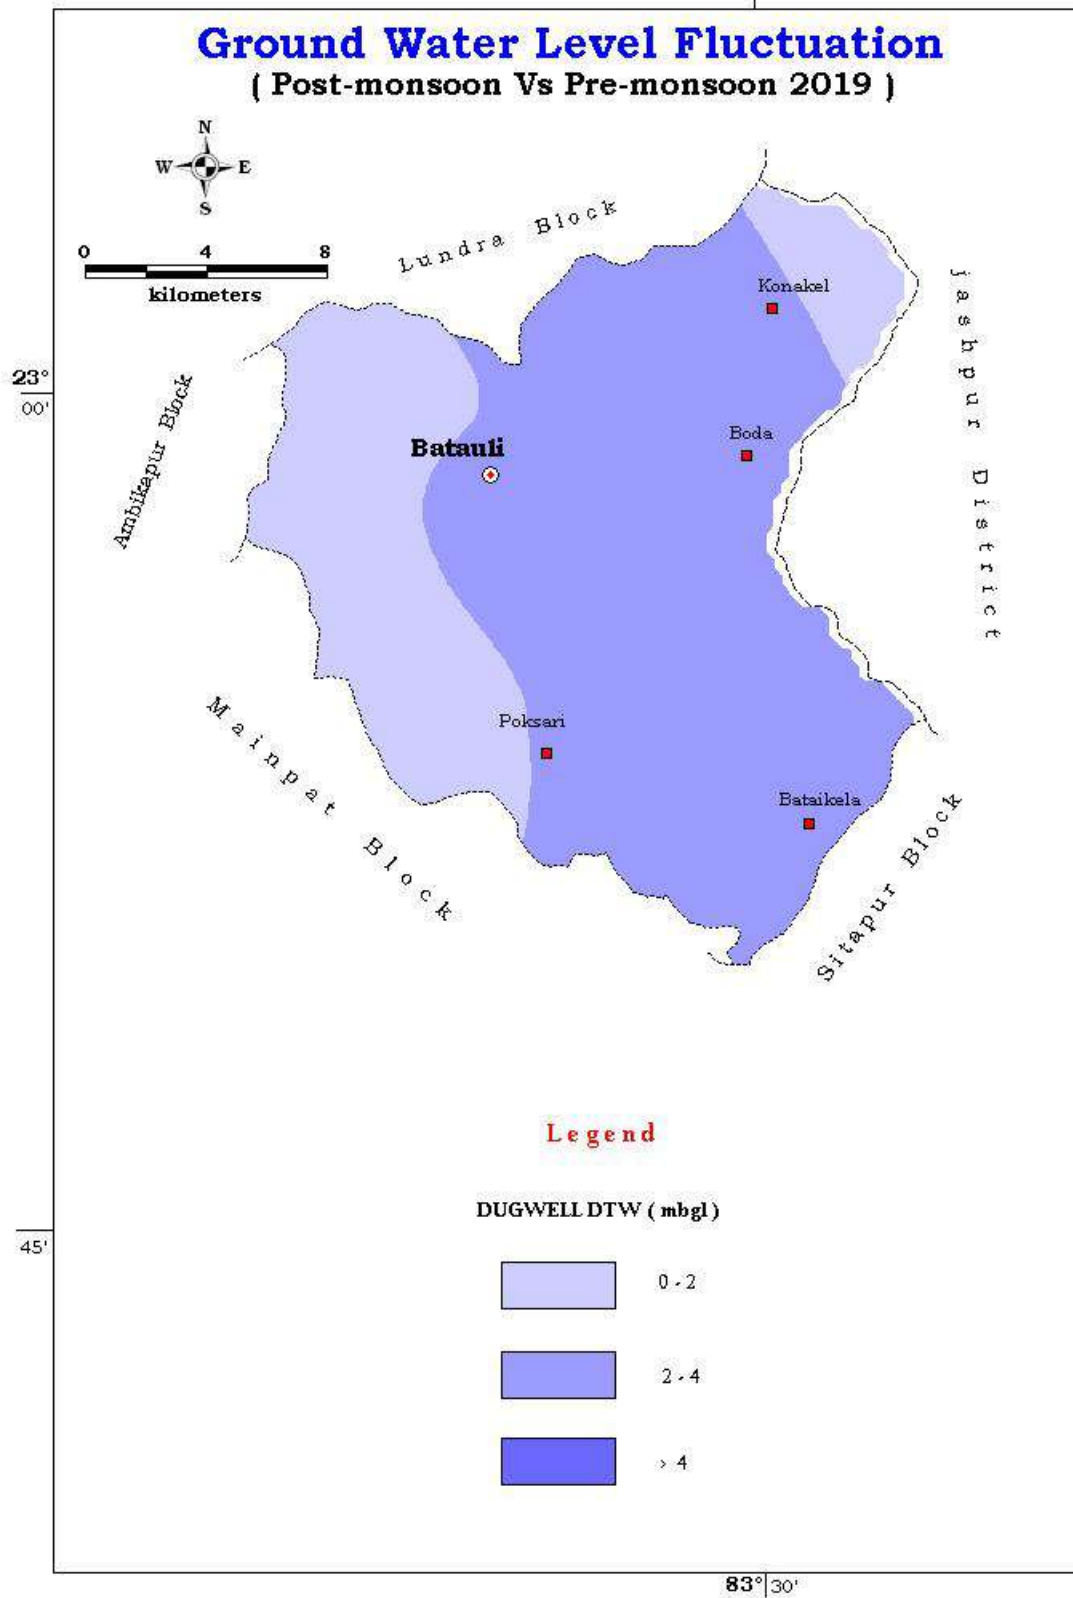 Ground Water Level Fluctuation
( Post-monsoon Vs Pre-monsoon 2019 )
N
W E
S
0 4 8
kilometers
Lundra Block
Konakel
jashpur District
23°
00'
Ambikapur Block
Boda
Batauli
Mainpat Block
Poksari
Bataikela
Sitapur Block
Legend
DUGWELL DTW ( mbgl )
0 - 2
2 - 4
> 4
45'
83° 30'